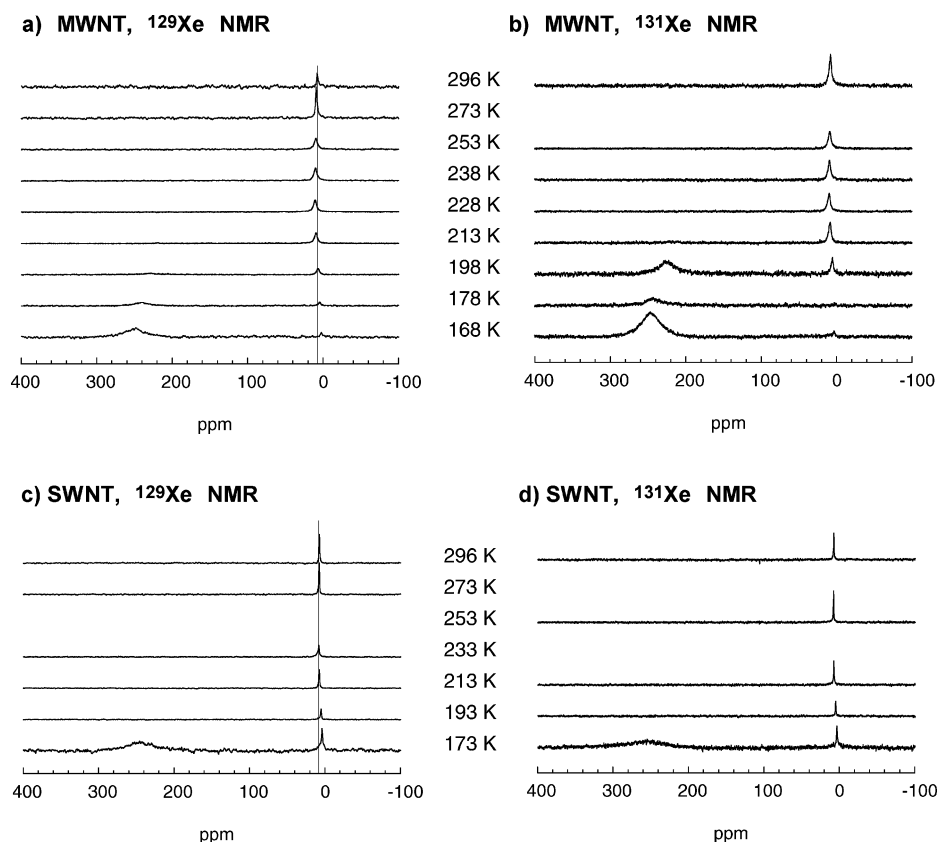 a) MWNT, 129Xe NMR
b) MWNT, 131Xe NMR
296 K
273 K
253 K
238 K
228 K
213 K
198 K
178 K
168 K
400 300 200 100 0 -100
ppm
400 300 200 100 0 -100
ppm
c) SWNT, 129Xe NMR
d) SWNT, 131Xe NMR
296 K
273 K
253 K
233 K
213 K
193 K
173 K
400 300 200 100 0 -100
ppm
400 300 200 100 0 -100
ppm